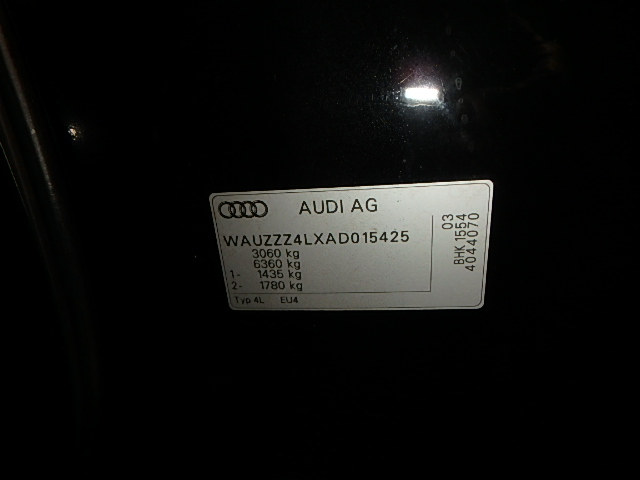 AUDI AG
WAUZZZ4LXAD015425
3060 kg
6360 kg
1- 1435 kg
2- 1780 kg
Typ 4L EU4
03
BHK 1554
4044070